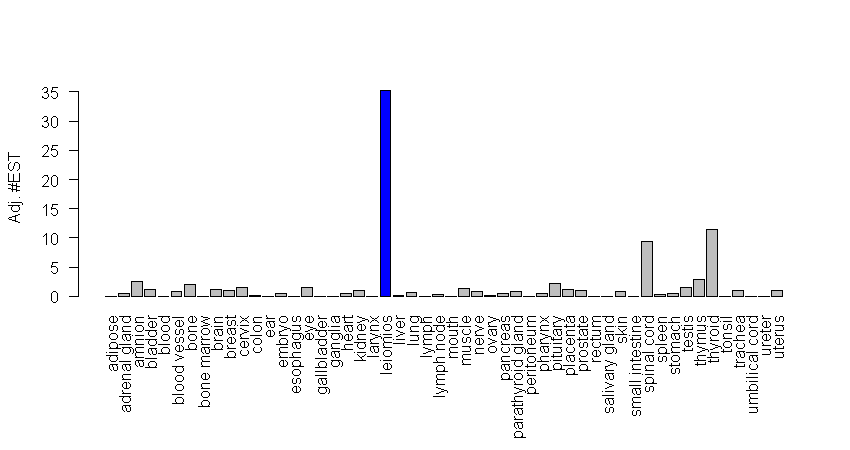 Adj. #EST
35
30
25
20
15
10
5
0
adipose
adrenal gland
amnion
bladder
blood
blood vessel
bone
bone marrow
brain
breast
cervix
colon
ear
embryo
esophagus
eye
gallbladder
ganglia
heart
kidney
larynx
leiomios
liver
lung
lymph
lymph node
mouth
muscle
nerve
ovary
pancreas
parathyroid gland
peritoneum
pharynx
pituitary
placenta
prostate
rectum
salivary gland
skin
small intestine
spinal cord
spleen
stomach
testis
thymus
thyroid
tonsil
trachea
umbilical cord
ureter
uterus